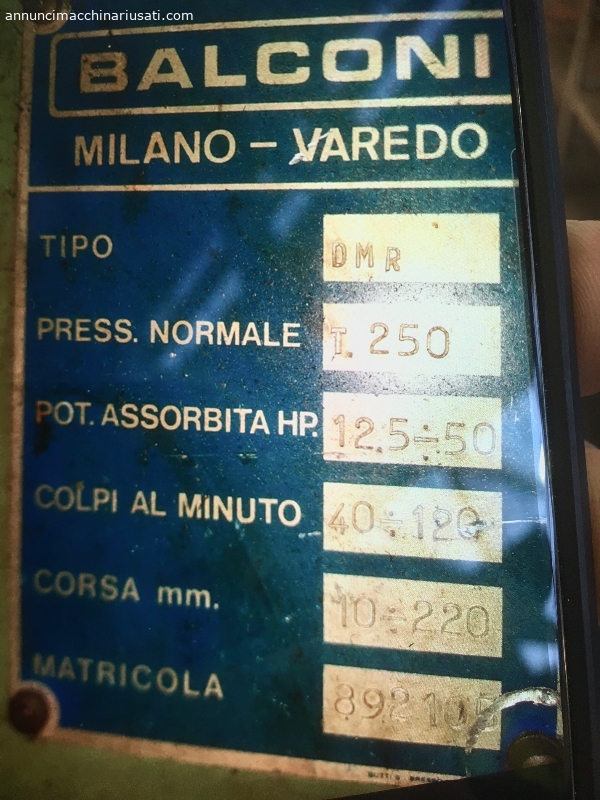 annuncimacchinariusati.com
BALCONI
MILANO – VAREDO
TIPO DMR
PRESS. NORMALE T. 250
POT. ASSORBITA HP. 12.5÷50
COLPI AL MINUTO 40÷120
CORSA mm. 10÷220
MATRICOLA